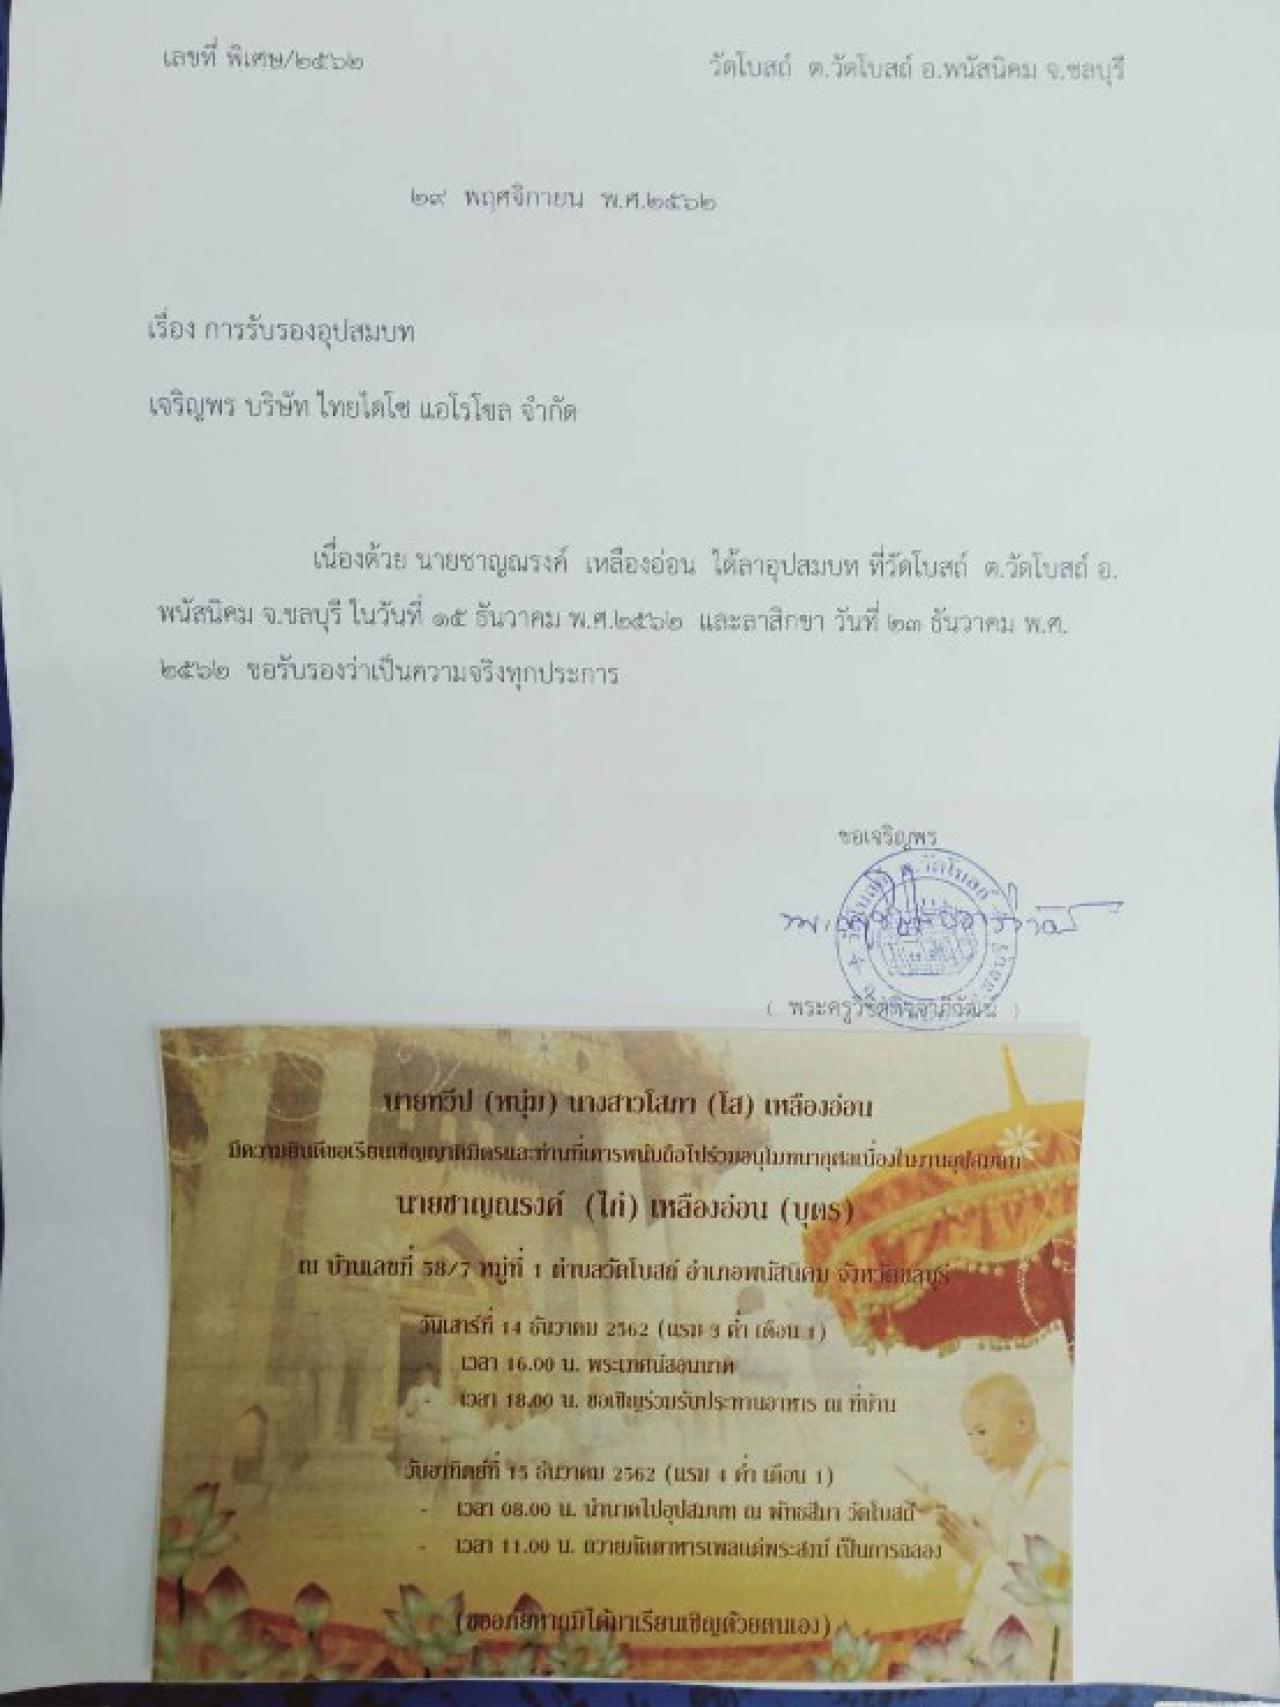 เลขที่ พิเศษ/๒๕๖๒
วัดโบสถ์ ต.วัดโบสถ์ อ.พนัสนิคม จ.ชลบุรี
๒๙ พฤศจิกายน พ.ศ.๒๕๖๒
เรื่อง การรับรองอุปสมบท
เจริญพร บริษัท ไทยไดโซ แอโรโซล จำกัด
เนื่องด้วย นายชาญณรงค์ เหลืองอ่อน ได้ลาอุปสมบท ที่วัดโบสถ์ ต.วัดโบสถ์ อ.
พนัสนิคม จ.ชลบุรี ในวันที่ ๑๕ ธันวาคม พ.ศ.๒๕๖๒ และลาสิกขา วันที่ ๒๓ ธันวาคม พ.ศ.
๒๕๖๒ ขอรับรองว่าเป็นความจริงทุกประการ
ขอเจริญพร
วัดโบสถ์ ต.วัดโบสถ์
ชลบุรี
นายทวีป (หนุ่ม) นางสาวโสภา (โส) เหลืองอ่อน
มีความยินดีขอเรียนเชิญญาติมิตรและท่านที่เคารพนับถือไปร่วมอนุโมทนากุศลเนื่องในงานอุปสมบท
นายชาญณรงค์ (ไก่) เหลืองอ่อน (บุตร)
ณ บ้านเลขที่ 58/7 หมู่ที่ 1 ตำบลวัดโบสถ์ อำเภอพนัสนิคม จังหวัดชลบุรี
วันเสาร์ที่ 14 ธันวาคม 2562 (แรม 3 ค่ำ เดือน 1)
เวลา 16.00 น. พระเทศน์สอนนาค
- เวลา 18.00 น. ขอเชิญร่วมรับประทานอาหาร ณ ที่บ้าน
วันอาทิตย์ที่ 15 ธันวาคม 2562 (แรม 4 ค่ำ เดือน 1)
- เวลา 08.00 น. นำนาคไปอุปสมบท ณ พัทธสีมา วัดโบสถ์
- เวลา 11.00 น. ถวายภัตตาหารเพลแด่พระสงฆ์ เป็นการฉลอง
(ขออภัยหากมิได้มาเรียนเชิญด้วยตนเอง)